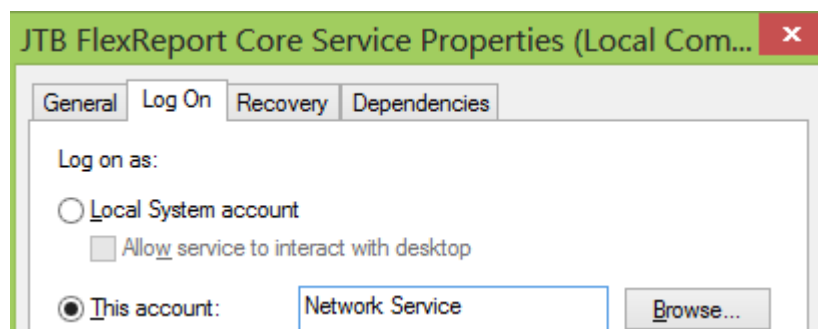 JTB FlexReport Core Service Properties (Local Com...
General Log On Recovery Dependencies
Log on as:
Local System account
Allow service to interact with desktop
This account: Network Service Browse...